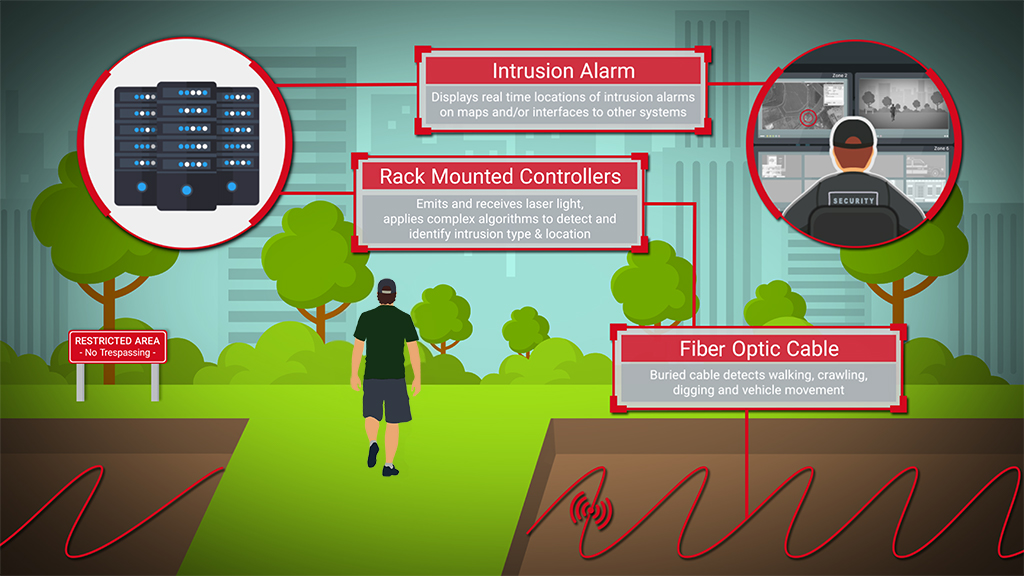 Intrusion Alarm
Displays real time locations of intrusion alarms
on maps and/or interfaces to other systems
Zone 2
Zone 6
SECURITY
Rack Mounted Controllers
Emits and receives laser light,
applies complex algorithms to detect and
identify intrusion type & location
RESTRICTED AREA
- No Trespassing -
Fiber Optic Cable
Buried cable detects walking, crawling,
digging and vehicle movement